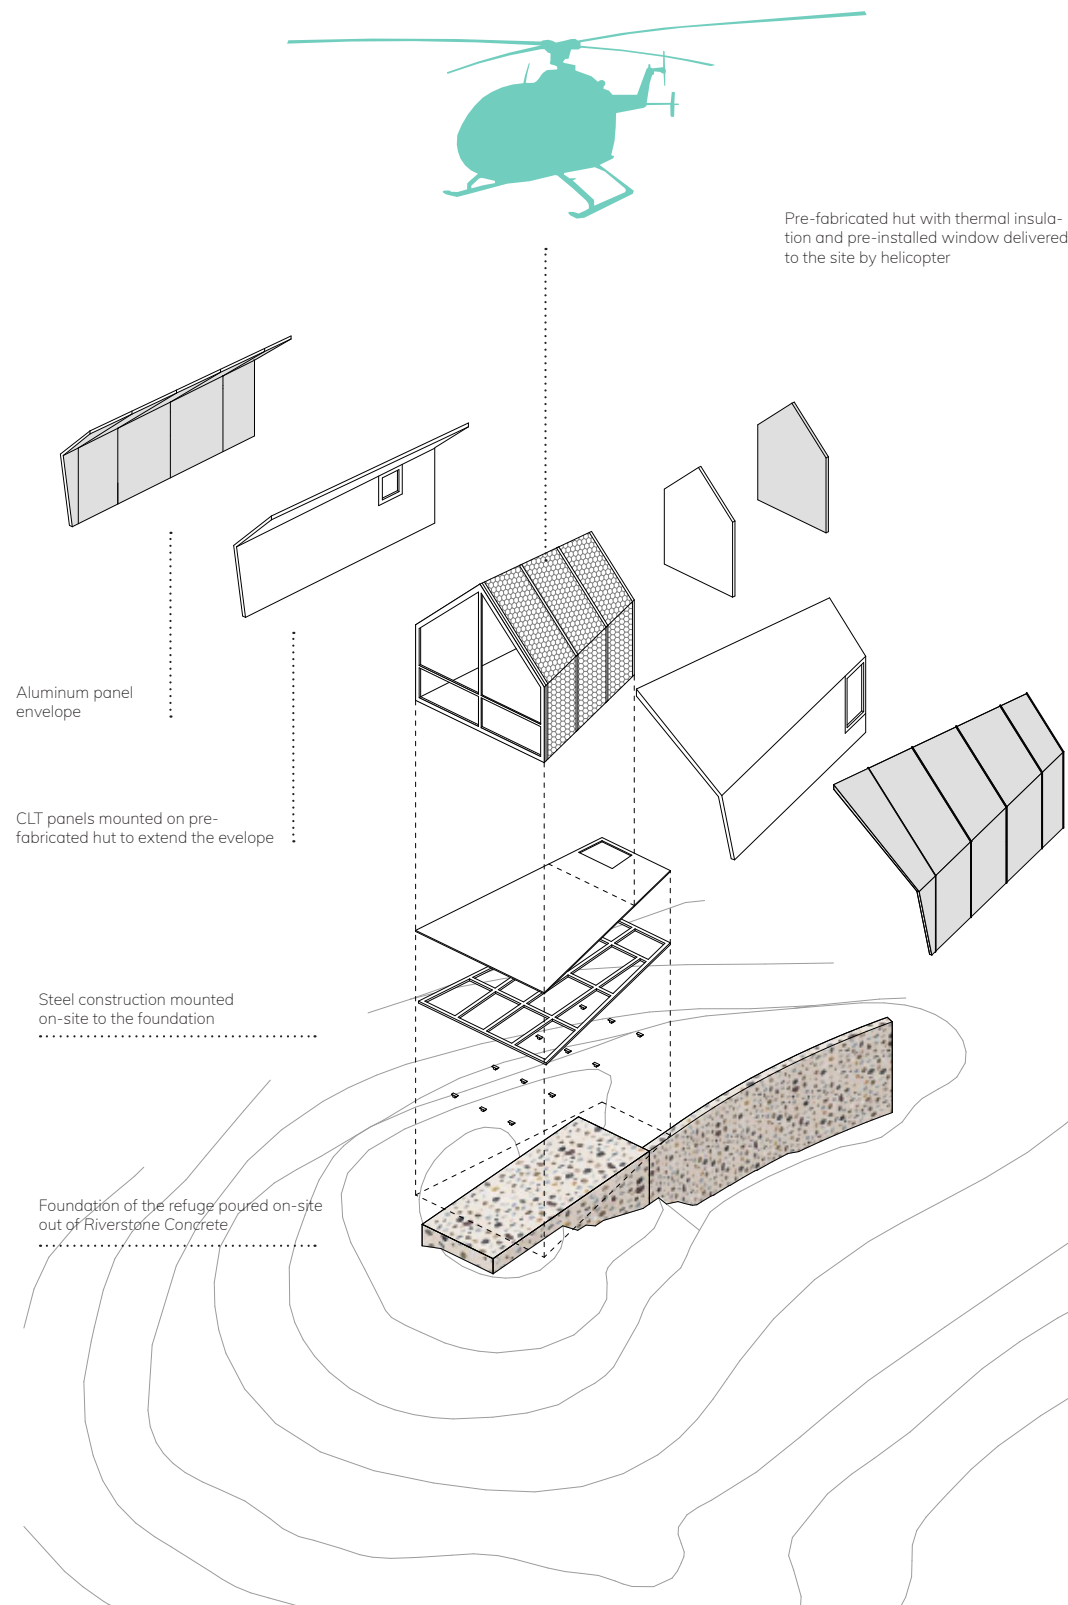 Pre-fabricated hut with thermal insula-
tion and pre-installed window delivered
to the site by helicopter
Aluminum panel
envelope
CLT panels mounted on pre-
fabricated hut to extend the evelope
Steel construction mounted
on-site to the foundation
Foundation of the refuge poured on-site
out of Riverstone Concrete